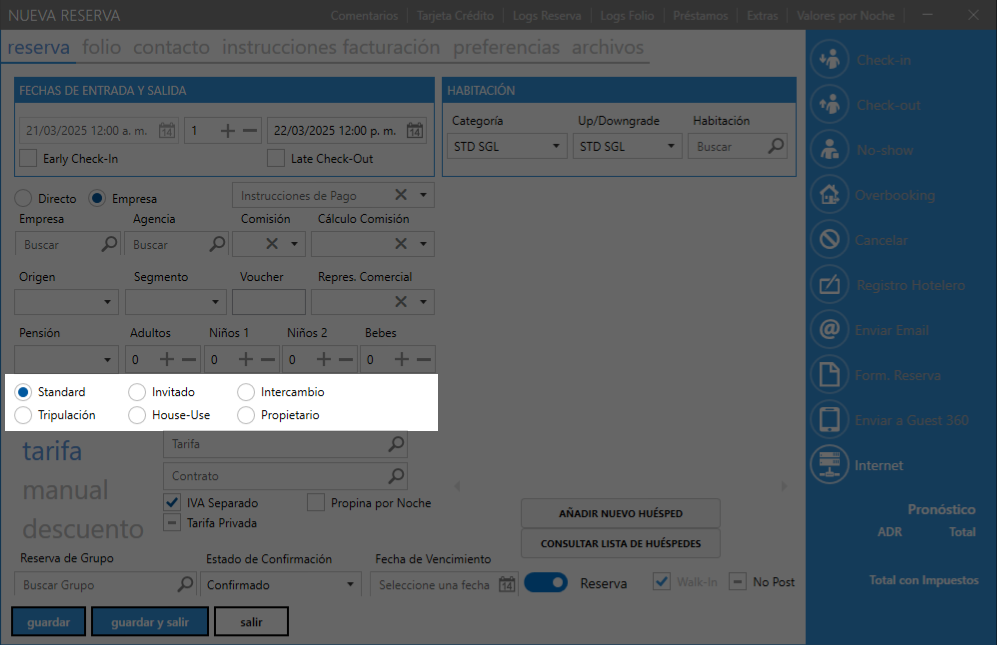 NUEVA RESERVA
Comentarios
Tarjeta Crédito
Logs Reserva
Logs Folio
Préstamos
Extras
Valores por Noche
reserva folio contacto instrucciones facturación preferencias archivos
FECHAS DE ENTRADA Y SALIDA
21/03/2025 12:00 a. m. 14 1 22/03/2025 12:00 p. m. 14
Early Check-In Late Check-Out
HABITACIÓN
Categoría Up/Downgrade Habitación
STD SGL STD SGL Buscar
Directo Empresa Instrucciones de Pago
Empresa Agencia Comisión Cálculo Comisión
Buscar Buscar
Origen Segmento Voucher Repres. Comercial
Pensión Adultos Niños 1 Niños 2 Bebes
0 0 0 0
Standard Invitado Intercambio
Tripulación House-Use Propietario
tarifa
manual
descuento
Tarifa
Contrato
IVA Separado Propina por Noche
Tarifa Privada
AÑADIR NUEVO HUÉSPED
CONSULTAR LISTA DE HUÉSPEDES
Reserva de Grupo Estado de Confirmación Fecha de Vencimiento
Buscar Grupo Confirmado Seleccione una fecha 14 Reserva Walk-In No Post
guardar guardar y salir salir
Check-in
Check-out
No-show
Overbooking
Cancelar
Registro Hotelero
Enviar Email
Form. Reserva
Enviar a Guest 360
Internet
Pronóstico
ADR Total
Total con Impuestos